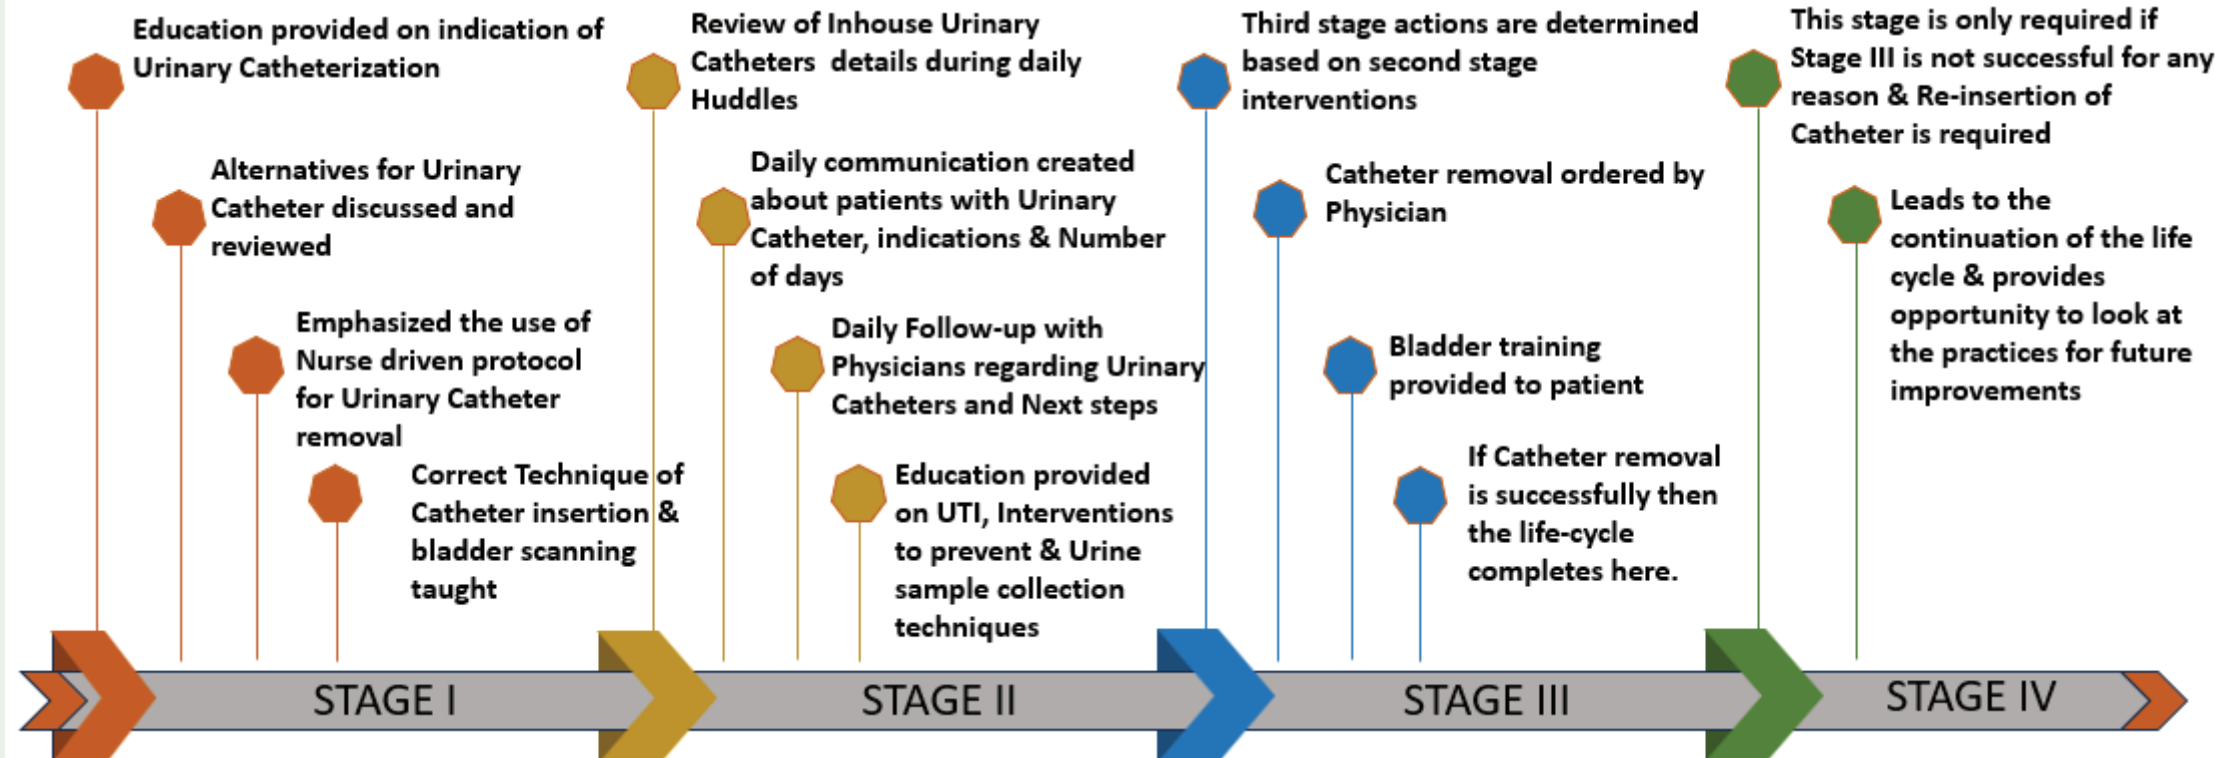 Education provided on indication of
Urinary Catheterization
Alternatives for Urinary
Catheter discussed and
reviewed
Emphasized the use of
Nurse driven protocol
for Urinary Catheter
removal
Correct Technique of
Catheter insertion &
bladder scanning
taught
STAGE I
Review of Inhouse Urinary
Catheters details during daily
Huddles
Daily communication created
about patients with Urinary
Catheter, indications & Number
of days
Daily Follow-up with
Physicians regarding Urinary
Catheters and Next steps
Education provided
on UTI, Interventions
to prevent & Urine
sample collection
techniques
STAGE II
Third stage actions are determined
based on second stage
interventions
Catheter removal ordered by
Physician
Bladder training
provided to patient
If Catheter removal
is successfully then
the life-cycle
completes here.
STAGE III
This stage is only required if
Stage III is not successful for any
reason & Re-insertion of
Catheter is required
Leads to the
continuation of the life
cycle & provides
opportunity to look at
the practices for future
improvements
STAGE IV